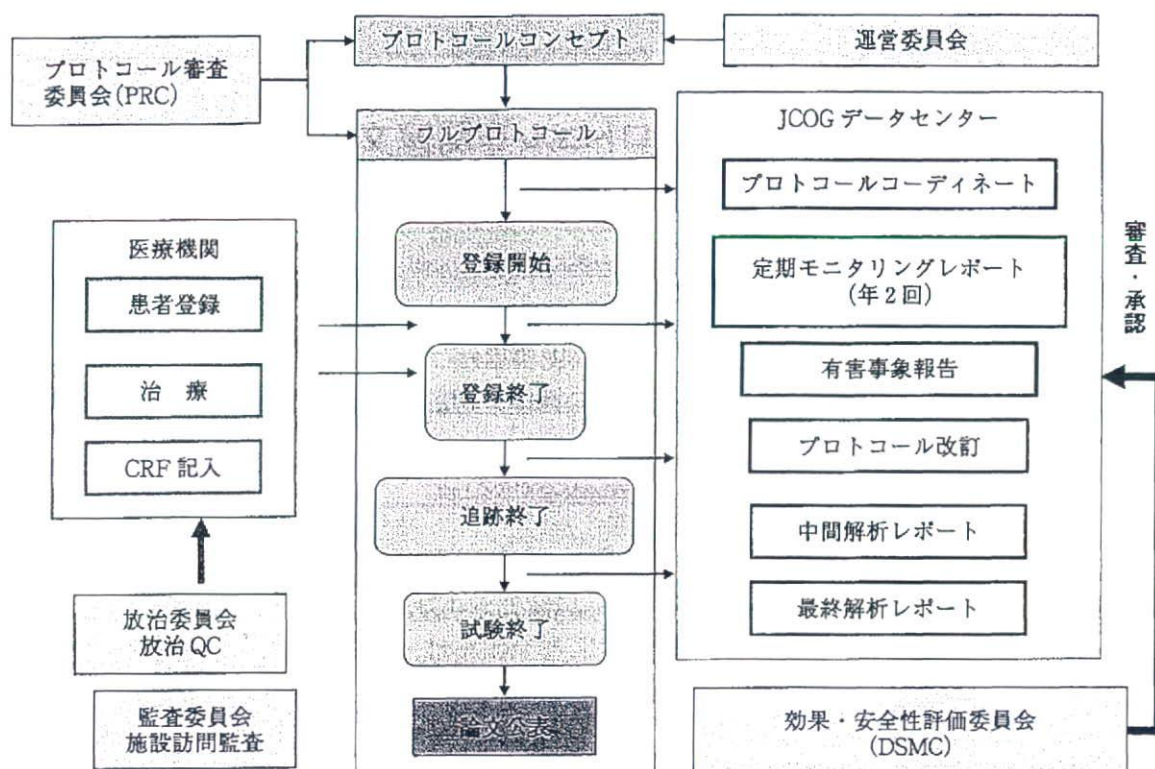 プロトコールコンセプト
運営委員会
プロトコール審査
委員会(PRC)
フルプロトコール
JCOG データセンター
プロトコールコーディネート
医療機関
患者登録
治 療
CRF 記入
登録開始
定期モニタリングレポート
(年2回)
審査・承認
登録終了
有害事象報告
プロトコール改訂
追跡終了
中間解析レポート
放治委員会
放治 QC
試験終了
最終解析レポート
監査委員会
施設訪問監査
論文公表
効果・安全性評価委員会
(DSMC)